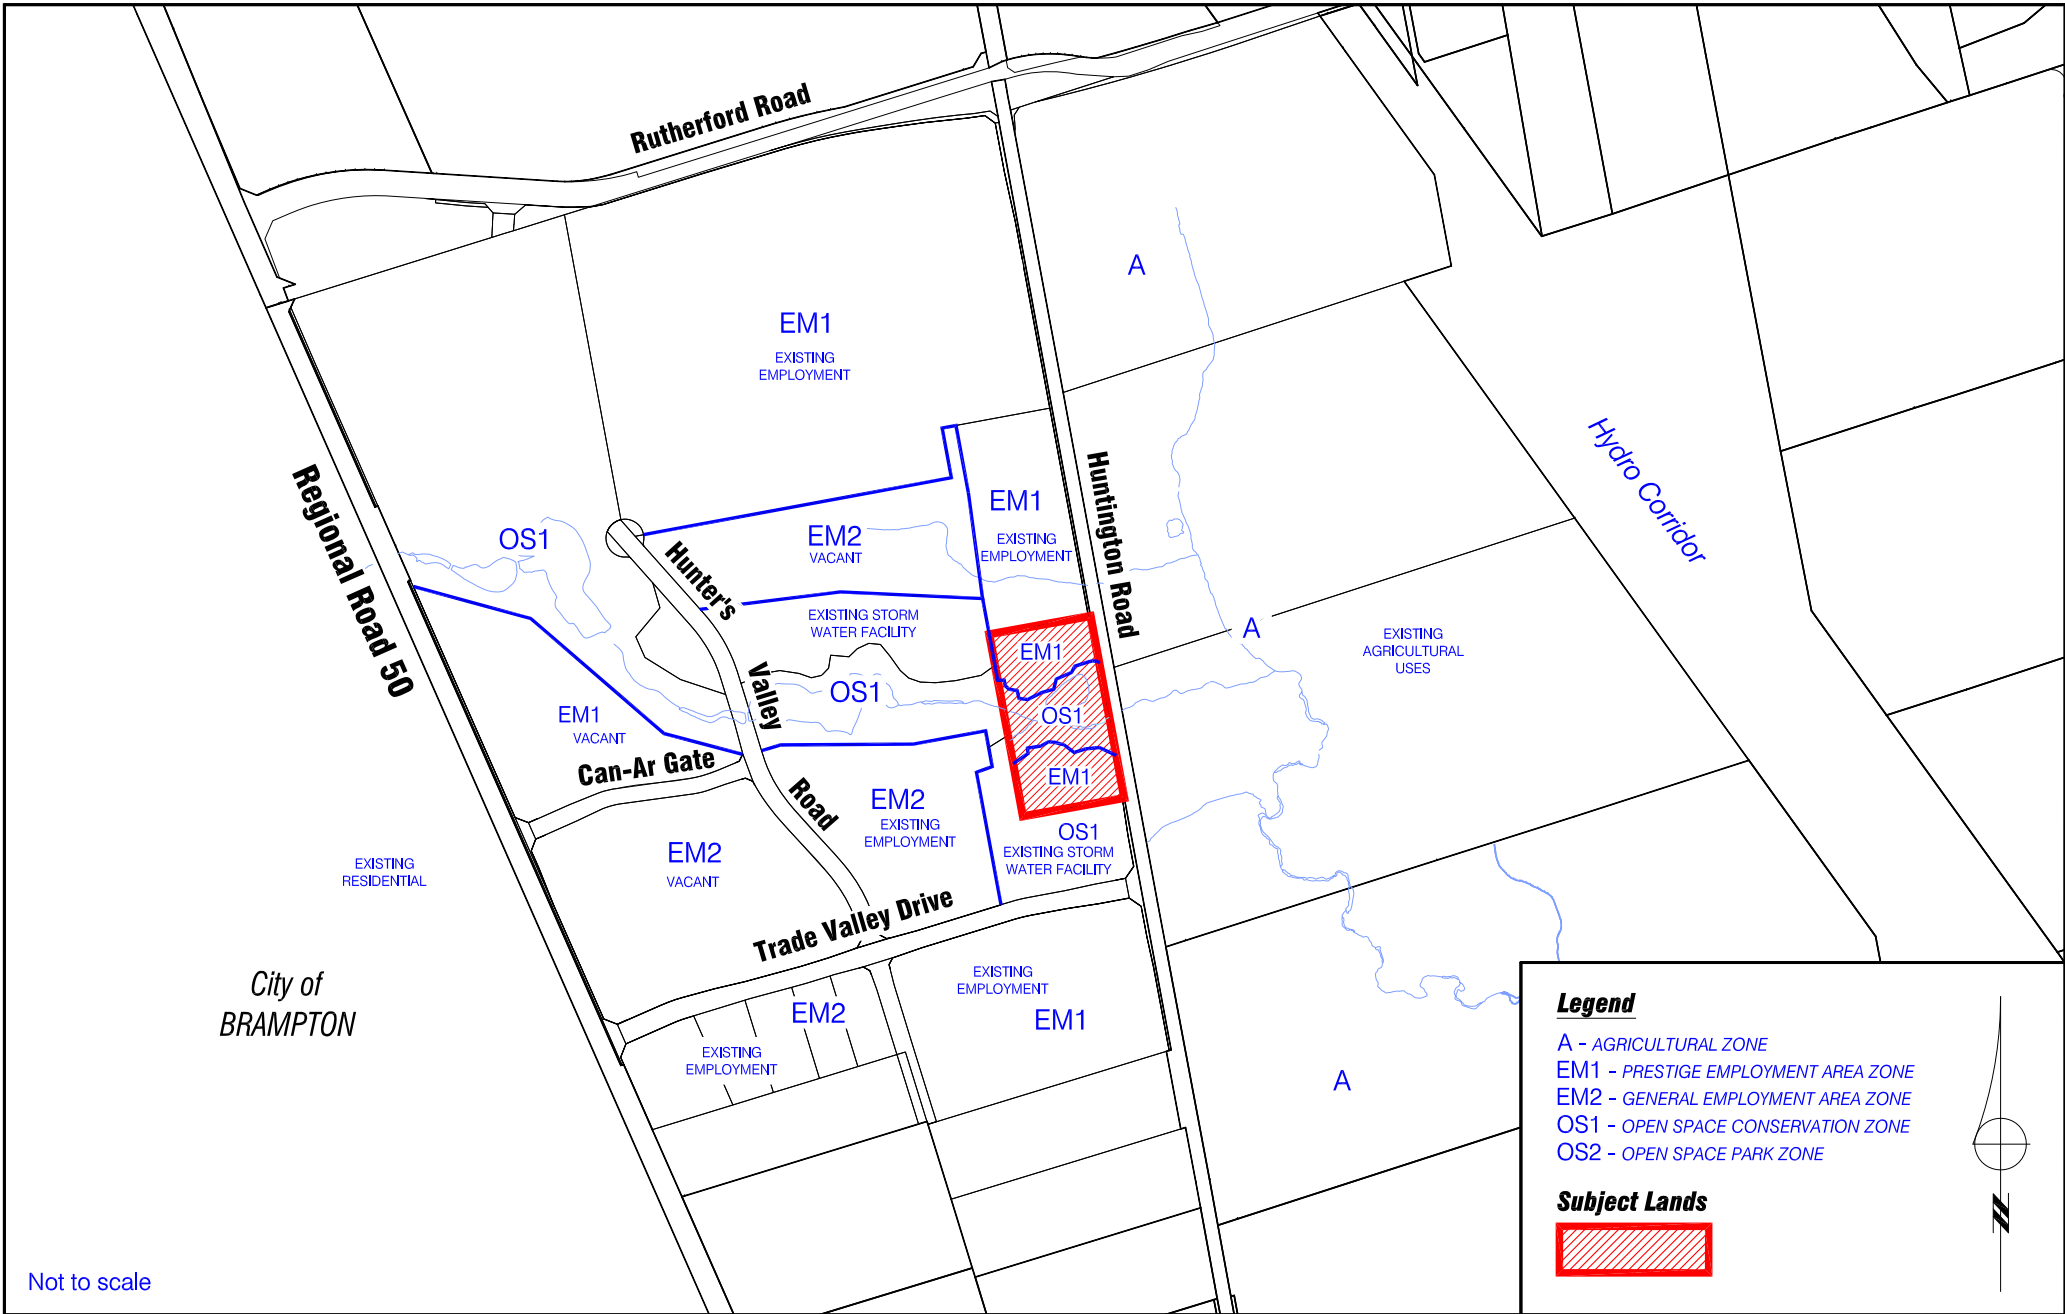 Rutherford Road
A
EM1
EXISTING
EMPLOYMENT
Regional Road 50
OS1
EM2
VACANT
EM1
EXISTING
EMPLOYMENT
Huntington Road
Hydro Corridor
Hunter's
Valley
Road
EXISTING STORM
WATER FACILITY
OS1
EM1
OS1
EM1
A
EXISTING
AGRICULTURAL
USES
EM1
VACANT
Can-Ar Gate
EM2
EXISTING
EMPLOYMENT
OS1
EXISTING STORM
WATER FACILITY
EM2
VACANT
EXISTING
RESIDENTIAL
Trade Valley Drive
City of
BRAMPTON
EXISTING
EMPLOYMENT
EM1
EM2
EXISTING
EMPLOYMENT
A
Legend
A - AGRICULTURAL ZONE
EM1 - PRESTIGE EMPLOYMENT AREA ZONE
EM2 - GENERAL EMPLOYMENT AREA ZONE
OS1 - OPEN SPACE CONSERVATION ZONE
OS2 - OPEN SPACE PARK ZONE
Subject Lands
N
Not to scale